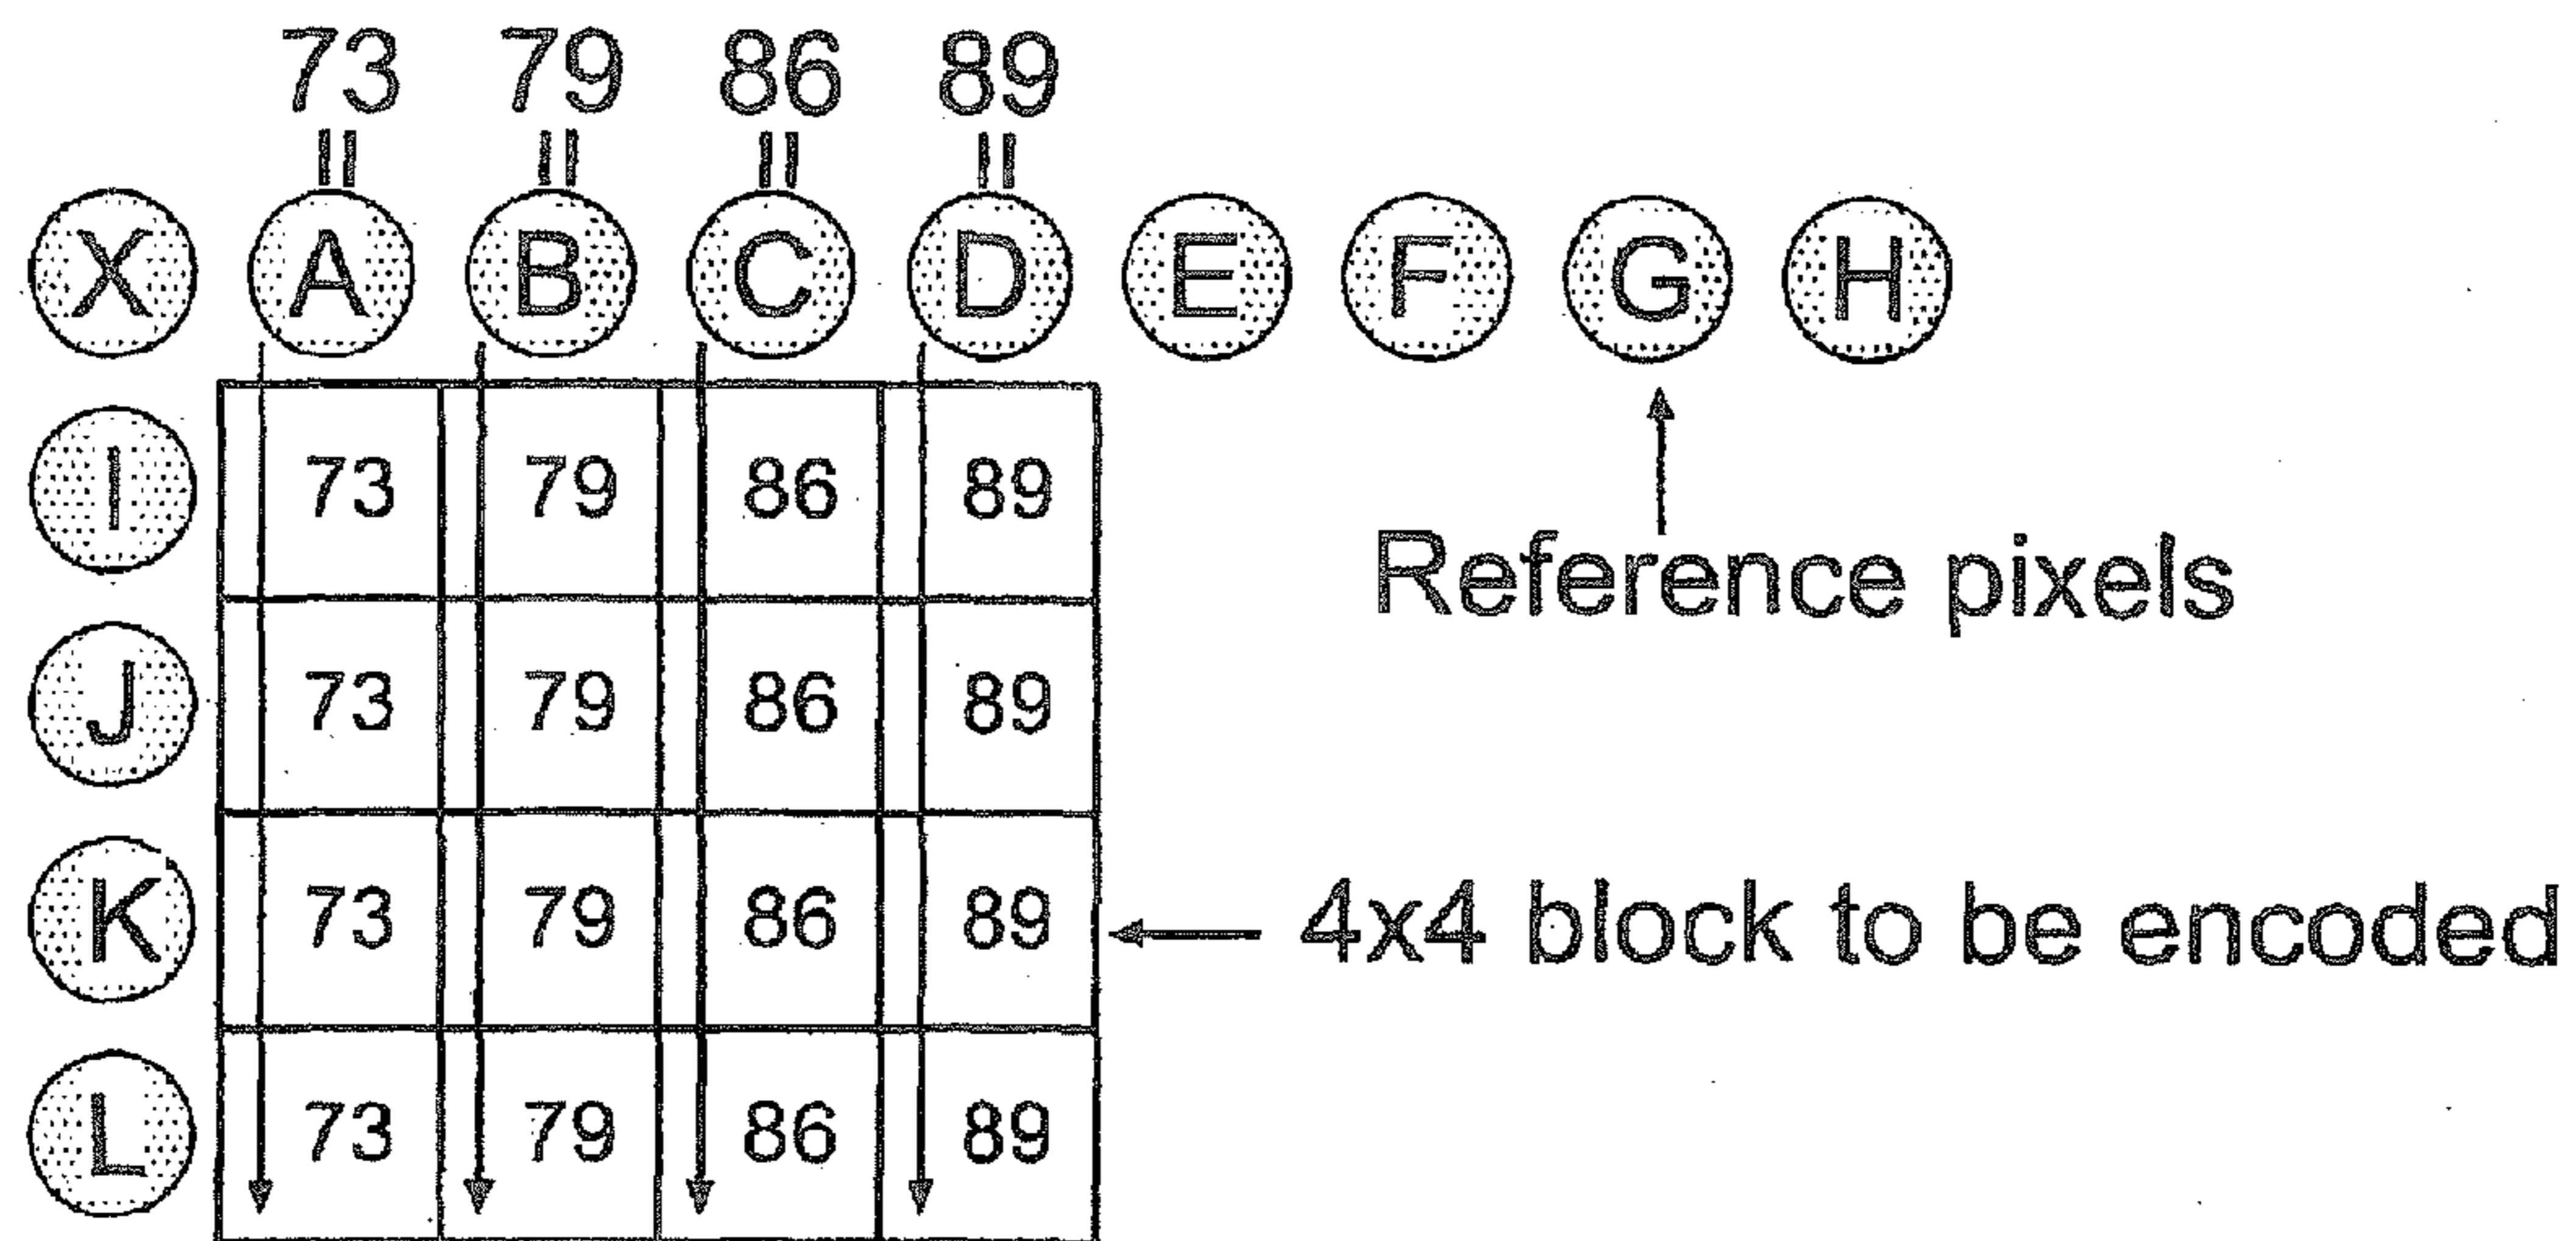 73 79 86 89
X A B C D E F G H
I 73 79 86 89
Reference pixels
J 73 79 86 89
K 73 79 86 89
4x4 block to be encoded
L 73 79 86 89